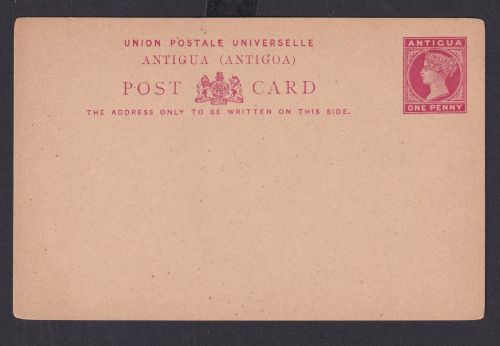 UNION POSTALE UNIVERSELLE
ANTIGUA (ANTIGOA)
POST CARD
THE ADDRESS ONLY TO BE WRITTEN ON THIS SIDE.
ANTIGUA
ONE PENNY